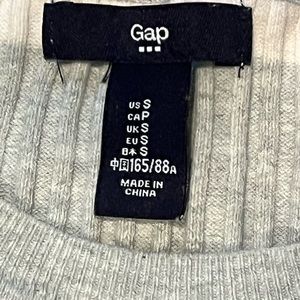 Gap
US S
CA P
UK S
EU S
日本 S
中国165/88A
MADE IN
CHINA